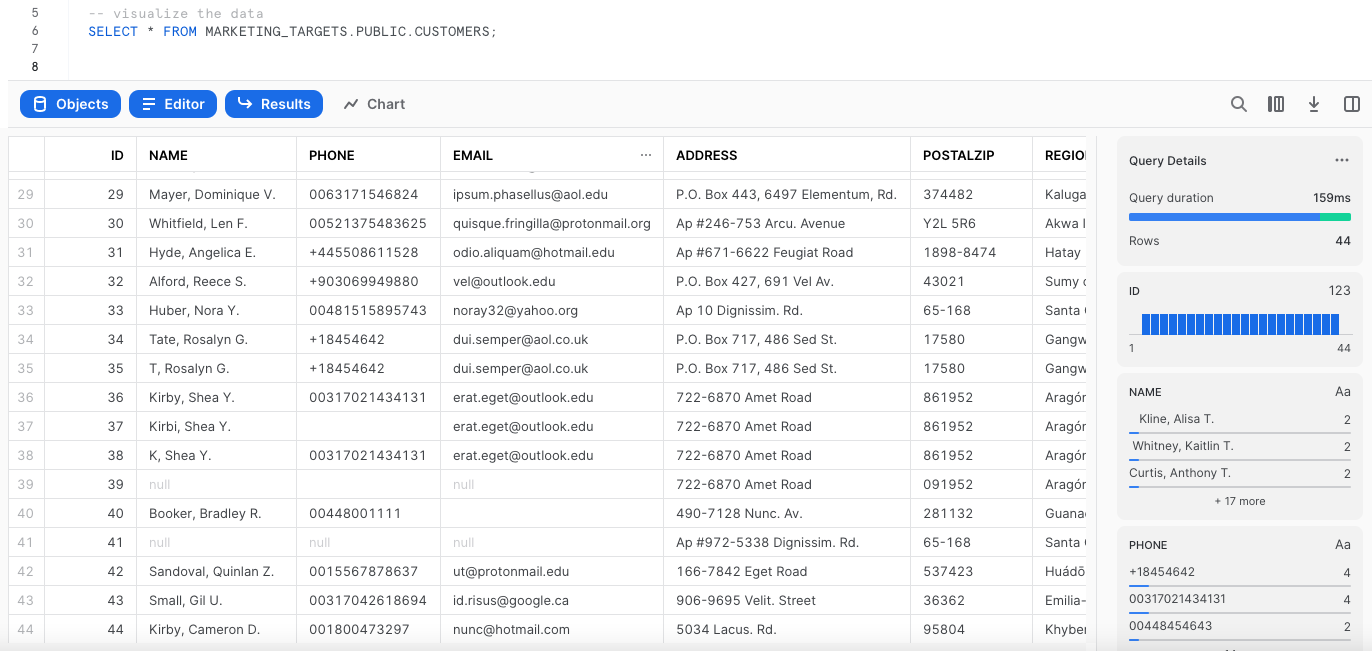 5 -- visualize the data
6 SELECT * FROM MARKETING_TARGETS.PUBLIC.CUSTOMERS;
7
8
Objects Editor Results Chart
ID NAME PHONE EMAIL ... ADDRESS POSTALZIP REGIO
29 29 Mayer, Dominique V. 0063171546824 ipsum.phasellus@aol.edu P.O. Box 443, 6497 Elementum, Rd. 374482 Kaluga
30 30 Whitfield, Len F. 00521375483625 quisque.fringilla@protonmail.org Ap #246-753 Arcu. Avenue Y2L 5R6 Akwa
31 31 Hyde, Angelica E. +445508611528 odio.aliquam@hotmail.edu Ap #671-6622 Feugiat Road 1898-8474 Hatay
32 32 Alford, Reece S. +903069949880 vel@outlook.edu P.O. Box 427, 691 Vel Av. 43021 Sumy
33 33 Huber, Nora Y. 00481515895743 noray32@yahoo.org Ap 10 Dignissim. Rd. 65-168 Santa
34 34 Tate, Rosalyn G. +18454642 dui.semper@aol.co.uk P.O. Box 717, 486 Sed St. 17580 Gangw
35 35 T, Rosalyn G. +18454642 dui.semper@aol.co.uk P.O. Box 717, 486 Sed St. 17580 Gangw
36 36 Kirby, Shea Y. 00317021434131 erat.eget@outlook.edu 722-6870 Amet Road 861952 Aragón
37 37 Kirbi, Shea Y. erat.eget@outlook.edu 722-6870 Amet Road 861952 Aragón
38 38 K, Shea Y. 00317021434131 erat.eget@outlook.edu 722-6870 Amet Road 861952 Aragón
39 39 null null 722-6870 Amet Road 091952 Aragón
40 40 Booker, Bradley R. 00448001111 490-7128 Nunc. Av. 281132 Guana
41 41 null null null Ap #972-5338 Dignissim. Rd. 65-168 Santa
42 42 Sandoval, Quinlan Z. 0015567878637 ut@protonmail.edu 166-7842 Eget Road 537423 Huádō
43 43 Small, Gil U. 00317042618694 id.risus@google.ca 906-9695 Velit. Street 36362 Emilia-
44 44 Kirby, Cameron D. 001800473297 nunc@hotmail.com 5034 Lacus. Rd. 95804 Khyber
Query Details ...
Query duration 159ms
Rows 44
ID 123
1 44
NAME Aa
Kline, Alisa T. 2
Whitney, Kaitlin T. 2
Curtis, Anthony T. 2
+ 17 more
PHONE Aa
+18454642 4
00317021434131 4
00448454643 2